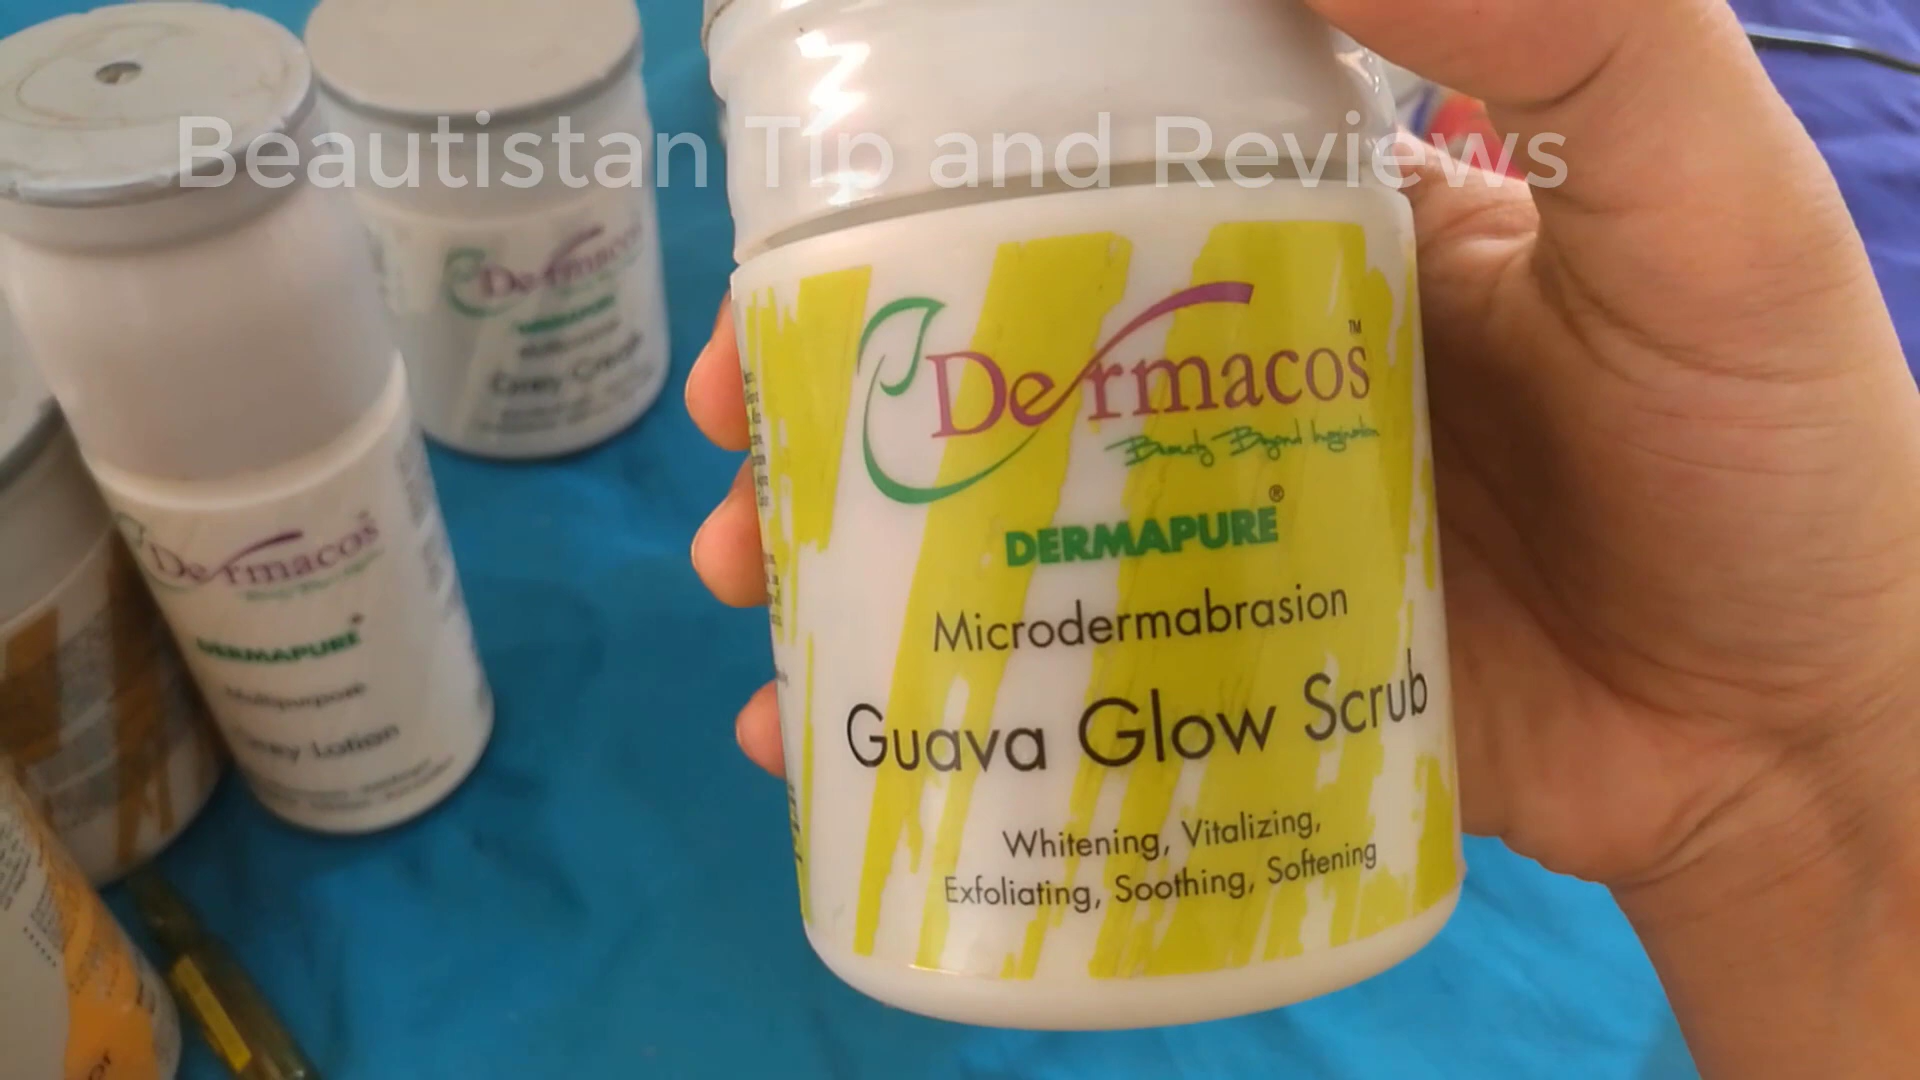 Beautistan Tip and Reviews
Dermacos™
Beauty Beyond Imagination
DERMAPURE®
Microdermabrasion
Guava Glow Scrub
Whitening, Vitalizing,
Exfoliating, Soothing, Softening
Dermacos
DERMAPURE
Dermacos
DERMAPURE
Multipurpose
Lotion